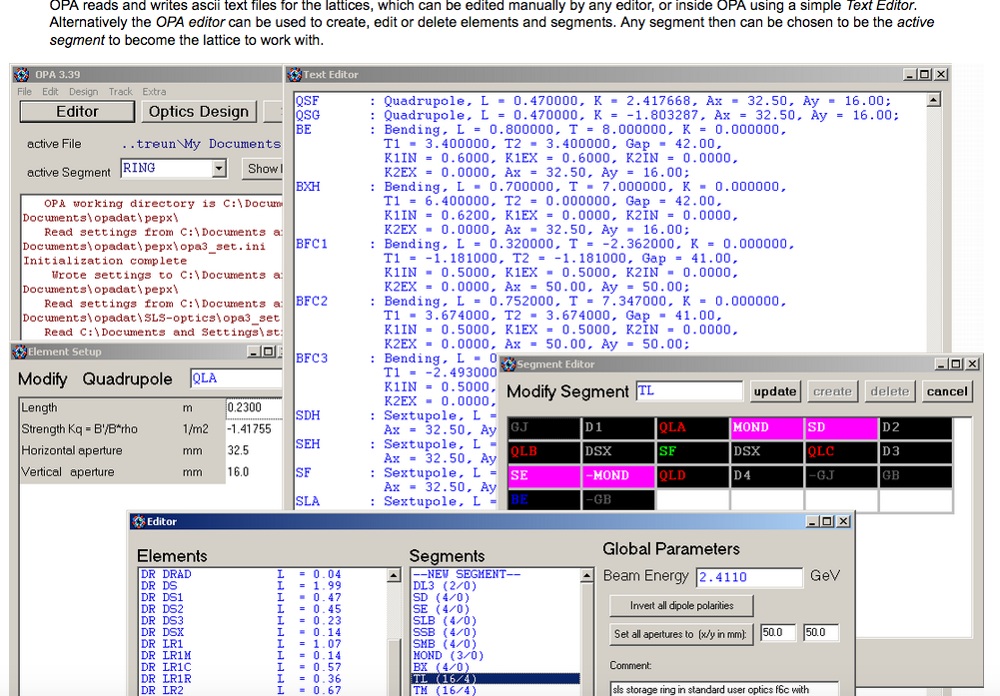 OPA reads and writes ascii text files for the lattices, which can be edited manually by any editor, or inside OPA using a simple Text Editor.
Alternatively the OPA editor can be used to create, edit or delete elements and segments. Any segment then can be chosen to be the active
segment to become the lattice to work with.
OPA 3.39
File Edit Design Track Extra
Editor Optics Design
active File ..treun\My Documents
active Segment RING Show
OPA working directory is C:\Docum
Documents\opadat\pepx\
Read settings from C:\Documents a
Documents\opadat\pepx\opa3_set.ini
Initialization complete
Wrote settings to C:\Documents a
Documents\opadat\pepx\
Read settings from C:\Documents a
Documents\opadat\SLS-optics\opa3_set
Read C:\Documents and Settings\st
Text Editor
QSF : Quadrupole, L = 0.470000, K = 2.417668, Ax = 32.50, Ay = 16.00;
QSG : Quadrupole, L = 0.470000, K = -1.803287, Ax = 32.50, Ay = 16.00;
BE : Bending, L = 0.800000, T = 8.000000, K = 0.000000,
T1 = 3.400000, T2 = 3.400000, Gap = 42.00,
K1IN = 0.6000, K1EX = 0.6000, K2IN = 0.0000,
K2EX = 0.0000, Ax = 32.50, Ay = 16.00;
BXH : Bending, L = 0.700000, T = 7.000000, K = 0.000000,
T1 = 6.400000, T2 = 0.000000, Gap = 42.00,
K1IN = 0.6200, K1EX = 0.0000, K2IN = 0.0000,
K2EX = 0.0000, Ax = 32.50, Ay = 16.00;
BFC1 : Bending, L = 0.320000, T = -2.362000, K = 0.000000,
T1 = -1.181000, T2 = -1.181000, Gap = 41.00,
K1IN = 0.5000, K1EX = 0.5000, K2IN = 0.0000,
K2EX = 0.0000, Ax = 50.00, Ay = 50.00;
BFC2 : Bending, L = 0.752000, T = 7.347000, K = 0.000000,
T1 = 3.674000, T2 = 3.674000, Gap = 41.00,
K1IN = 0.5000, K1EX = 0.5000, K2IN = 0.0000,
K2EX = 0.0000, Ax = 50.00, Ay = 50.00;
BFC3 : Bending, L = 0
T1 = -2.493000
K1IN = 0.5000,
K2EX = 0.0000,
SDH : Sextupole, L =
Ax = 32.50, Ay
SEH : Sextupole, L =
Ax = 32.50, Ay
SF : Sextupole, L =
Ax = 32.50, Ay
SLA : Sextupole, L =
Element Setup
Modify Quadrupole QLA
Length m 0.2300
Strength Kq = B'/B*rho 1/m2 -1.41755
Horizontal aperture mm 32.5
Vertical aperture mm 16.0
Segment Editor
Modify Segment TL update create delete cancel
GJ D1 QLA MOND SD D2
QLB DSX SF DSX QLC D3
SE -MOND QLD D4 -GJ GB
BE -GB
Editor
Elements
DR DRAD L = 0.04
DR DS L = 1.99
DR DS1 L = 0.47
DR DS2 L = 0.45
DR DS3 L = 0.23
DR DSX L = 0.14
DR LR1 L = 1.07
DR LR1M L = 0.14
DR LR1C L = 0.57
DR LR1R L = 0.36
DR LR2 L = 0.67
Segments
--NEW SEGMENT--
DL3 (2/0)
SD (4/0)
SE (4/0)
SLB (4/0)
SSB (4/0)
SMB (4/0)
MOND (3/0)
BX (4/0)
TL (16/4)
TM (16/4)
Global Parameters
Beam Energy 2.4110 GeV
Invert all dipole polarities
Set all apertures to (x/y in mm): 50.0 50.0
Comment:
sls storage ring in standard user optics f6c with